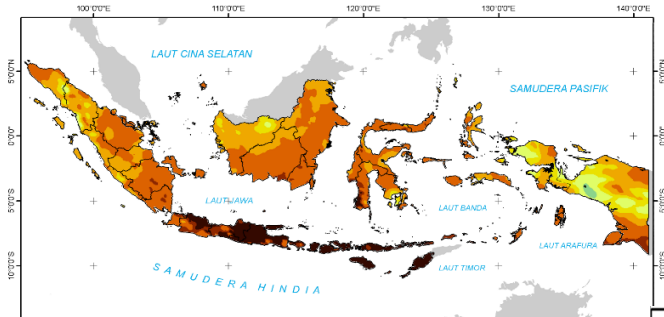 100°0'0"E 110°0'0"E 120°0'0"E 130°0'0"E 140°0'0"E
LAUT CINA SELATAN
SAMUDERA PASIFIK
5°0'0"N 5°0'0"N
0°0'0" 0°0'0"
LAUT JAWA
LAUT BANDA
5°0'0"S 5°0'0"S
LAUT ARAFURA
LAUT TIMOR
SAMUDERA HINDIA
10°0'0"S 10°0'0"S